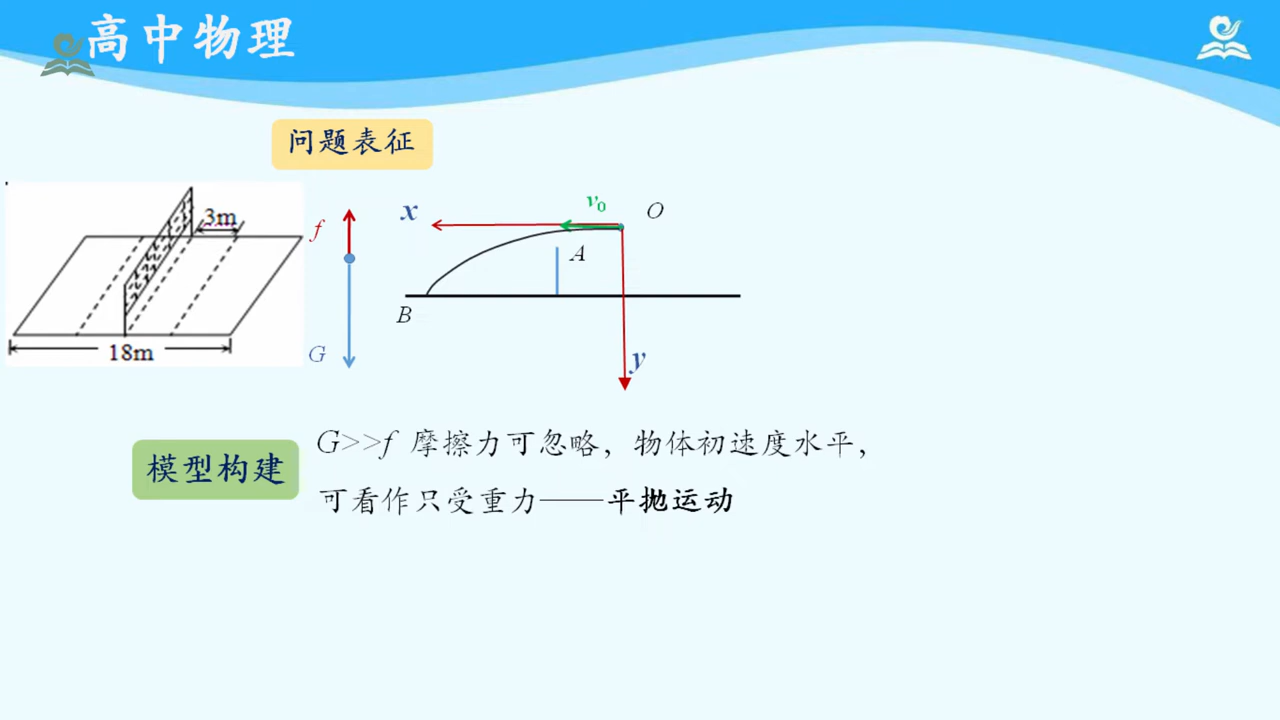 高中物理
问题表征
3m
18m
f
G
x
v₀
O
A
B
y
模型构建
G>>f 摩擦力可忽略，物体初速度水平，
可看作只受重力——平抛运动